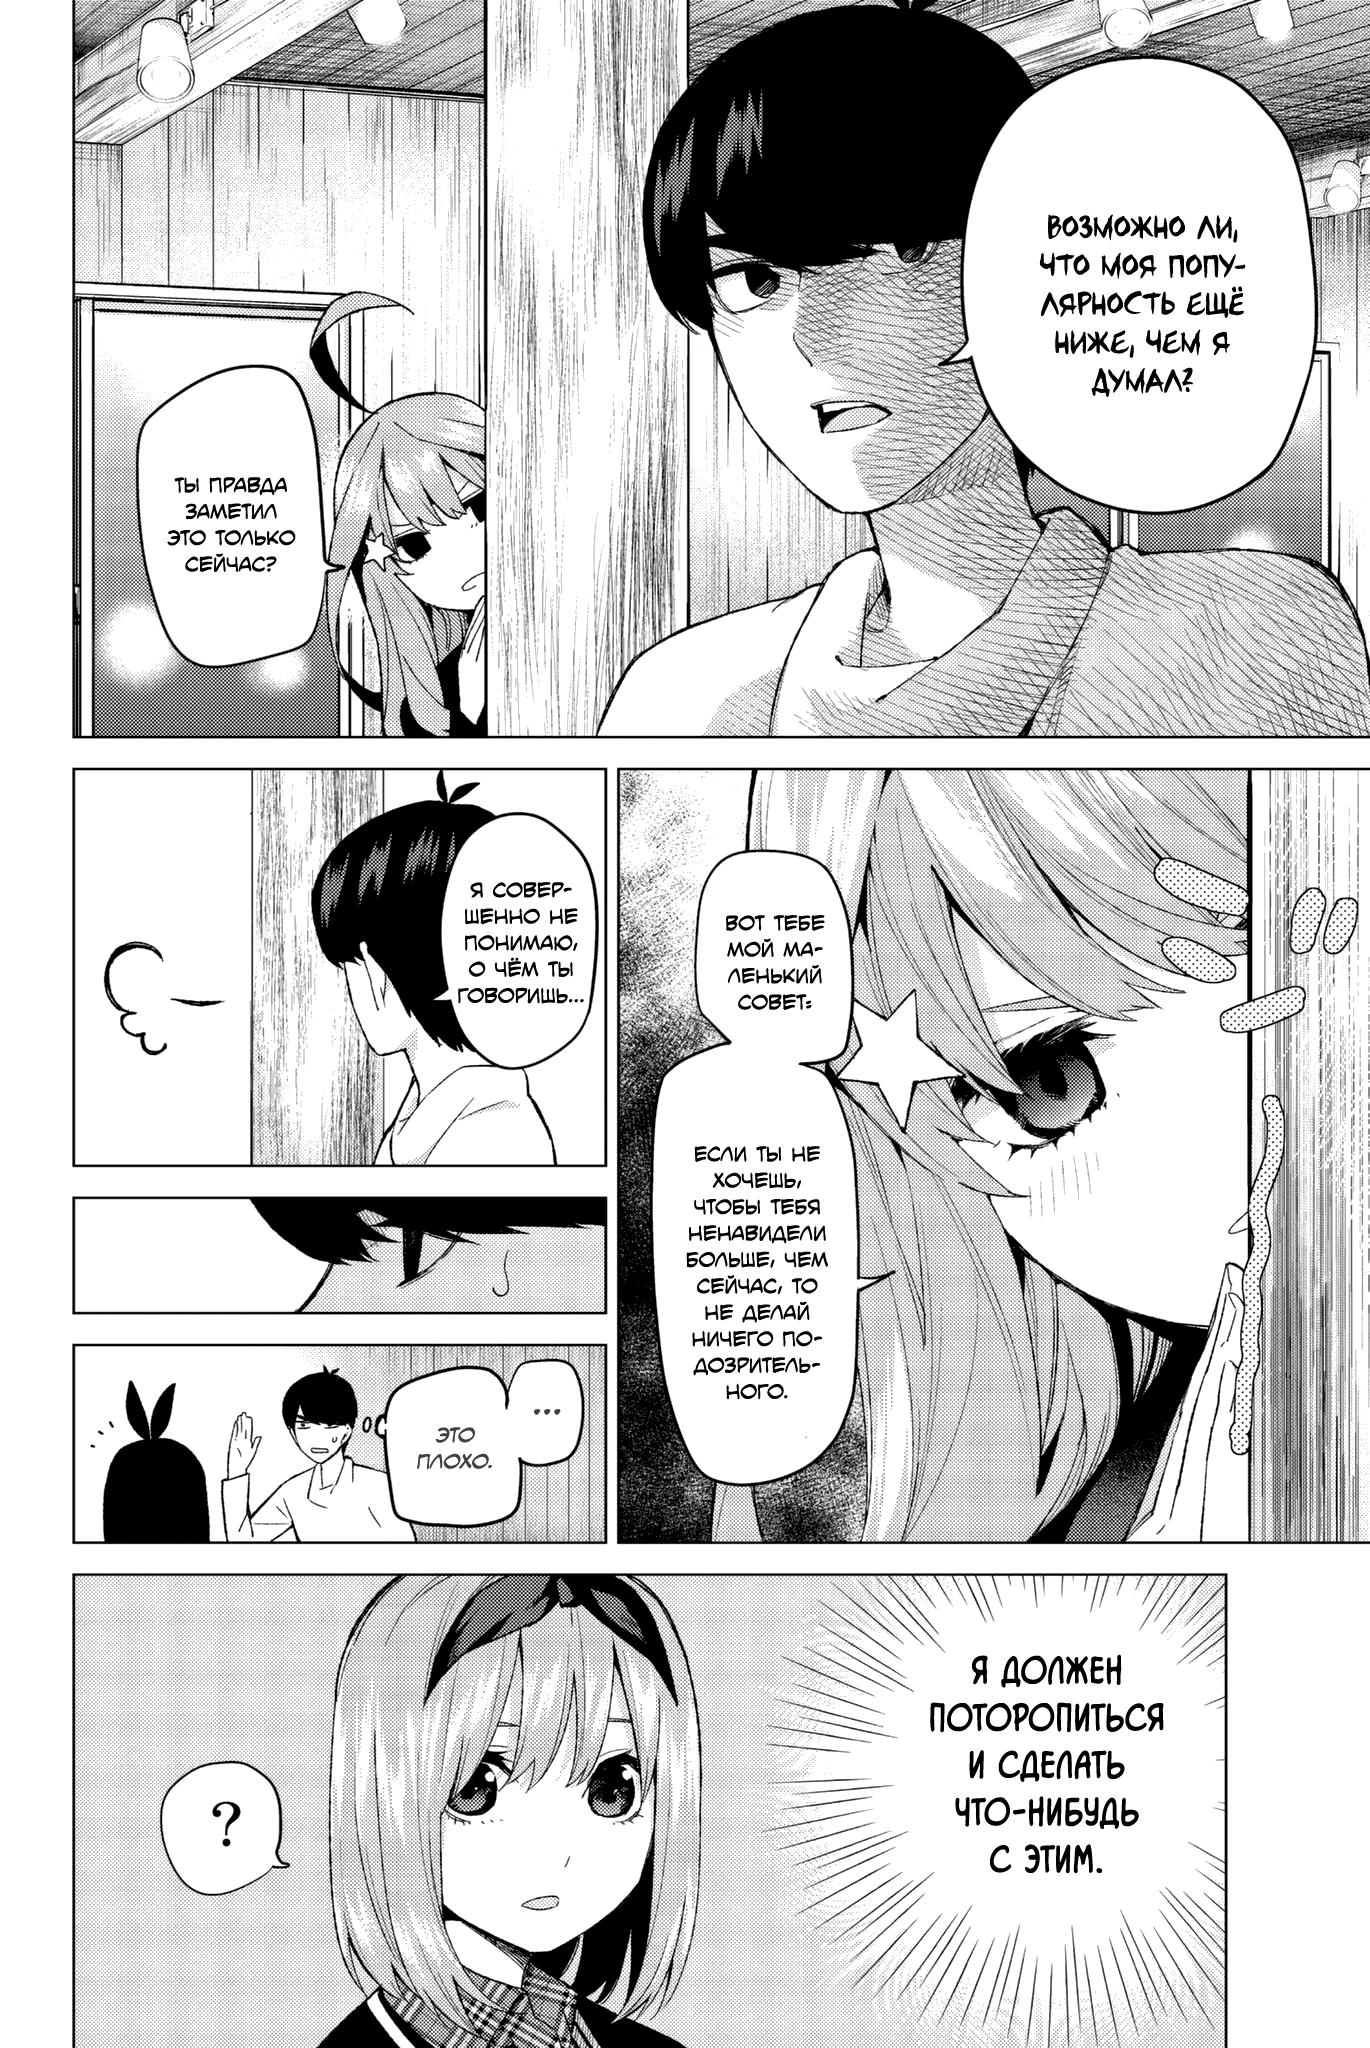 ВОЗМОЖНО ЛИ,
ЧТО МОЯ ПОПУ-
ЛЯРНОСТЬ ЕЩЁ
НИЖЕ, ЧЕМ Я
ДУМАЛ?
ТЫ ПРАВДА
ЗАМЕТИЛ
ЭТО ТОЛЬКО
СЕЙЧАС?
ВОТ ТЕБЕ
МОЙ МА-
ЛЕНЬКИЙ
СОВЕТ:
ЕСЛИ ТЫ НЕ
ХОЧЕШЬ,
ЧТОБЫ ТЕБЯ
НЕНАВИДЕЛИ
БОЛЬШЕ, ЧЕМ
СЕЙЧАС, ТО
НЕ ДЕЛАЙ
НИЧЕГО ПО-
ДОЗРИТЕЛЬ-
НОГО.
Я СОВЕР-
ШЕННО НЕ
ПОНИМАЮ,
О ЧЁМ ТЫ
ГОВОРИШЬ...
...
ЭТО
ПЛОХО.
Я ДОЛЖЕН
ПОТОРОПИТЬСЯ
И СДЕЛАТЬ
ЧТО-НИБУДЬ
С ЭТИМ.
?